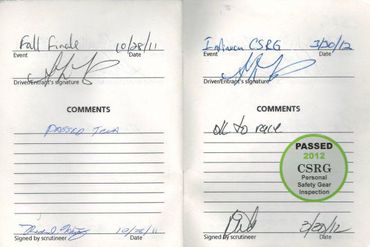 Fall Finale 10/28/11
Event Date
Driver/Entrant's signature
COMMENTS
PASSED Tech
10/28/11
Signed by scrutineer Date
Infineon CSRG 3/30/12
Event Date
Driver/Entrant's signature
COMMENTS
OK to race
PASSED
2012
CSRG
Personal
Safety Gear
Inspection
3/30/12
Signed by scrutineer Date